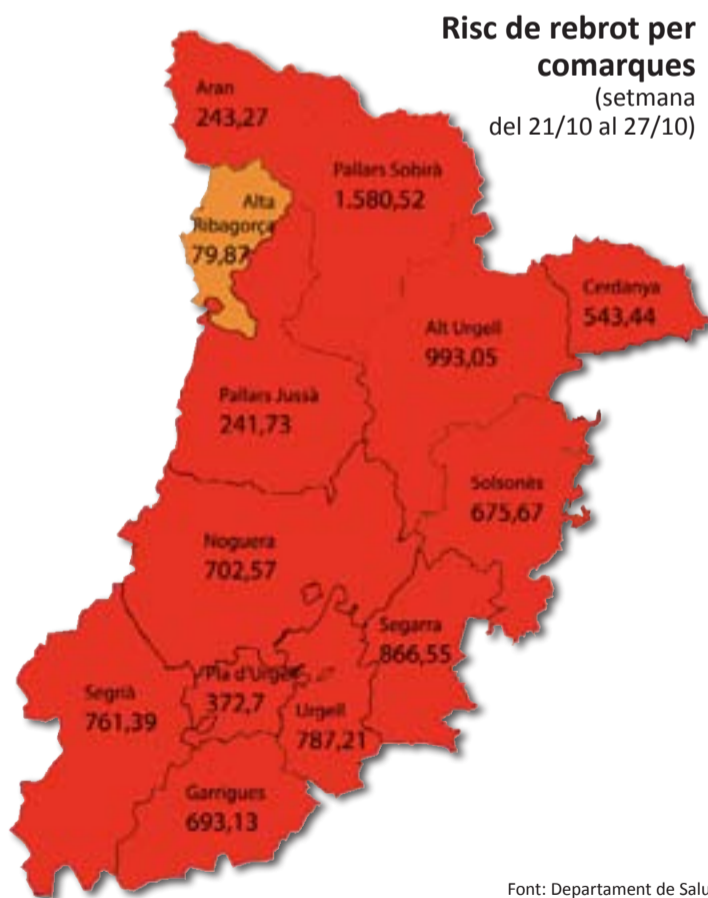 Risc de rebrot per
comarques
(setmana
del 21/10 al 27/10)
Aran
243,27
Pallars Sobirà
1.580,52
Alta
Ribagorça
79,87
Cerdanya
543,44
Alt Urgell
993,05
Pallars Jussà
241,73
Solsonès
675,67
Noguera
702,57
Segarra
866,55
Pla d'Urgell
372,7
Segrià
761,39
Urgell
787,21
Garrigues
693,13
Font: Departament de Salu